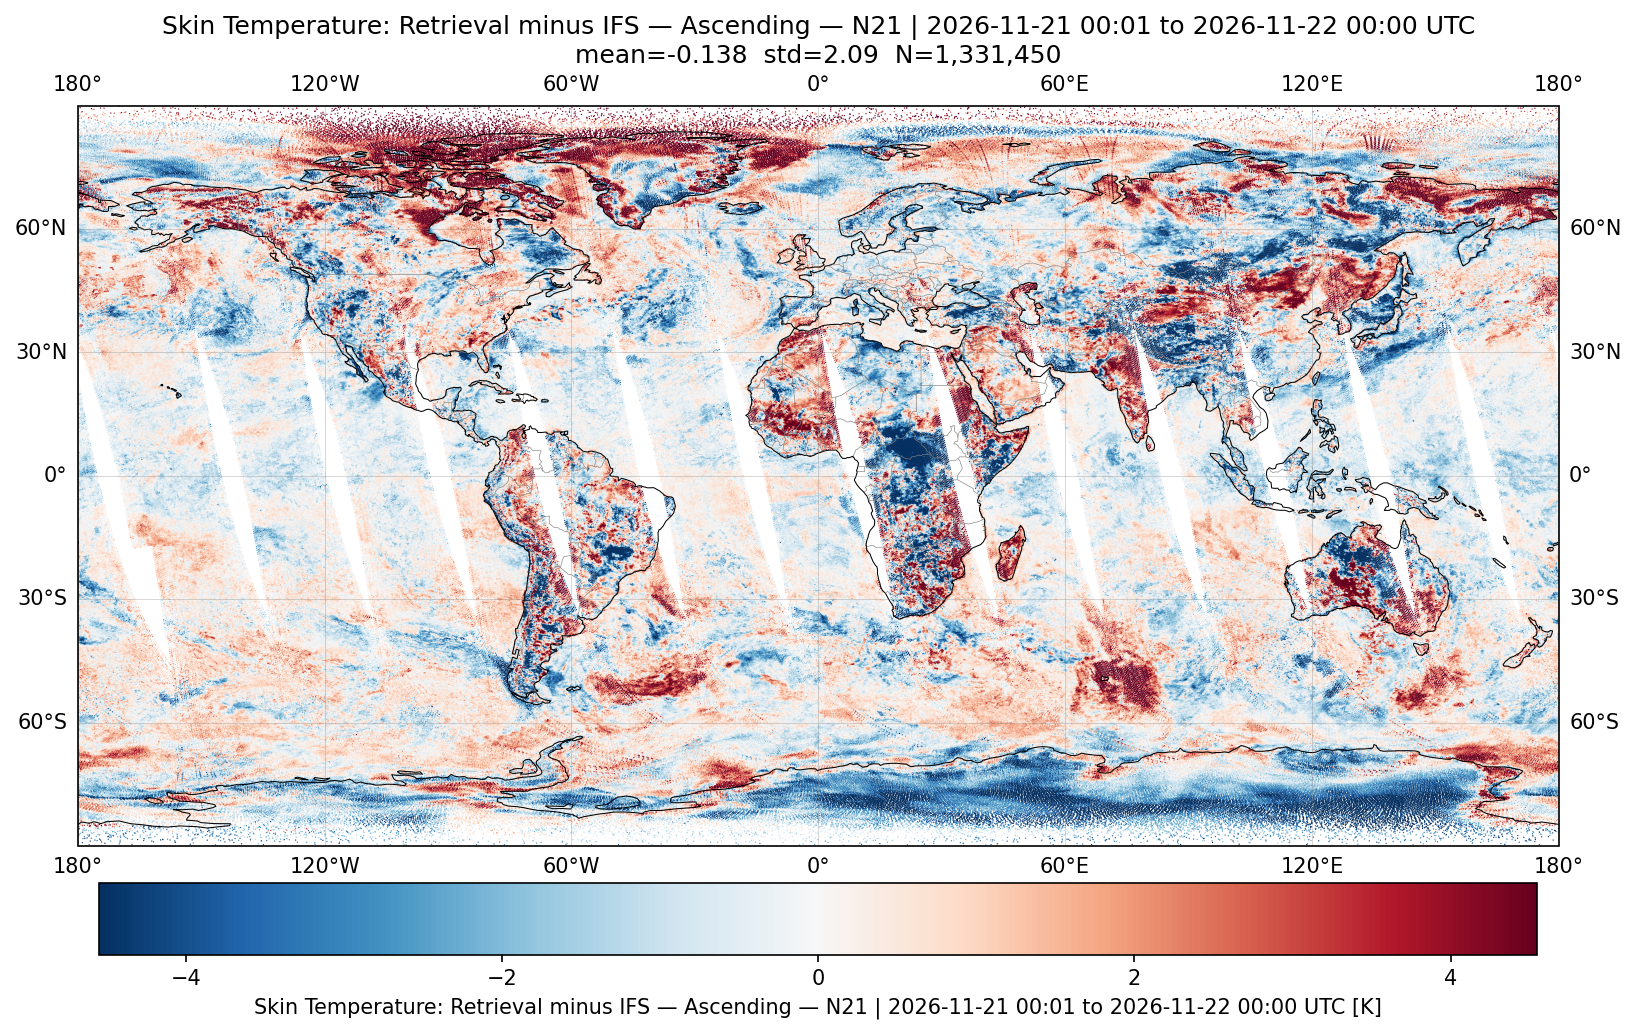 Skin Temperature: Retrieval minus IFS — Ascending — N21 | 2026-11-21 00:01 to 2026-11-22 00:00 UTC
mean=-0.138  std=2.09  N=1,331,450
180° 120°W 60°W 0° 60°E 120°E 180°
60°N 60°N
30°N 30°N
0° 0°
30°S 30°S
60°S 60°S
180° 120°W 60°W 0° 60°E 120°E 180°
−4 −2 0 2 4
Skin Temperature: Retrieval minus IFS — Ascending — N21 | 2026-11-21 00:01 to 2026-11-22 00:00 UTC [K]